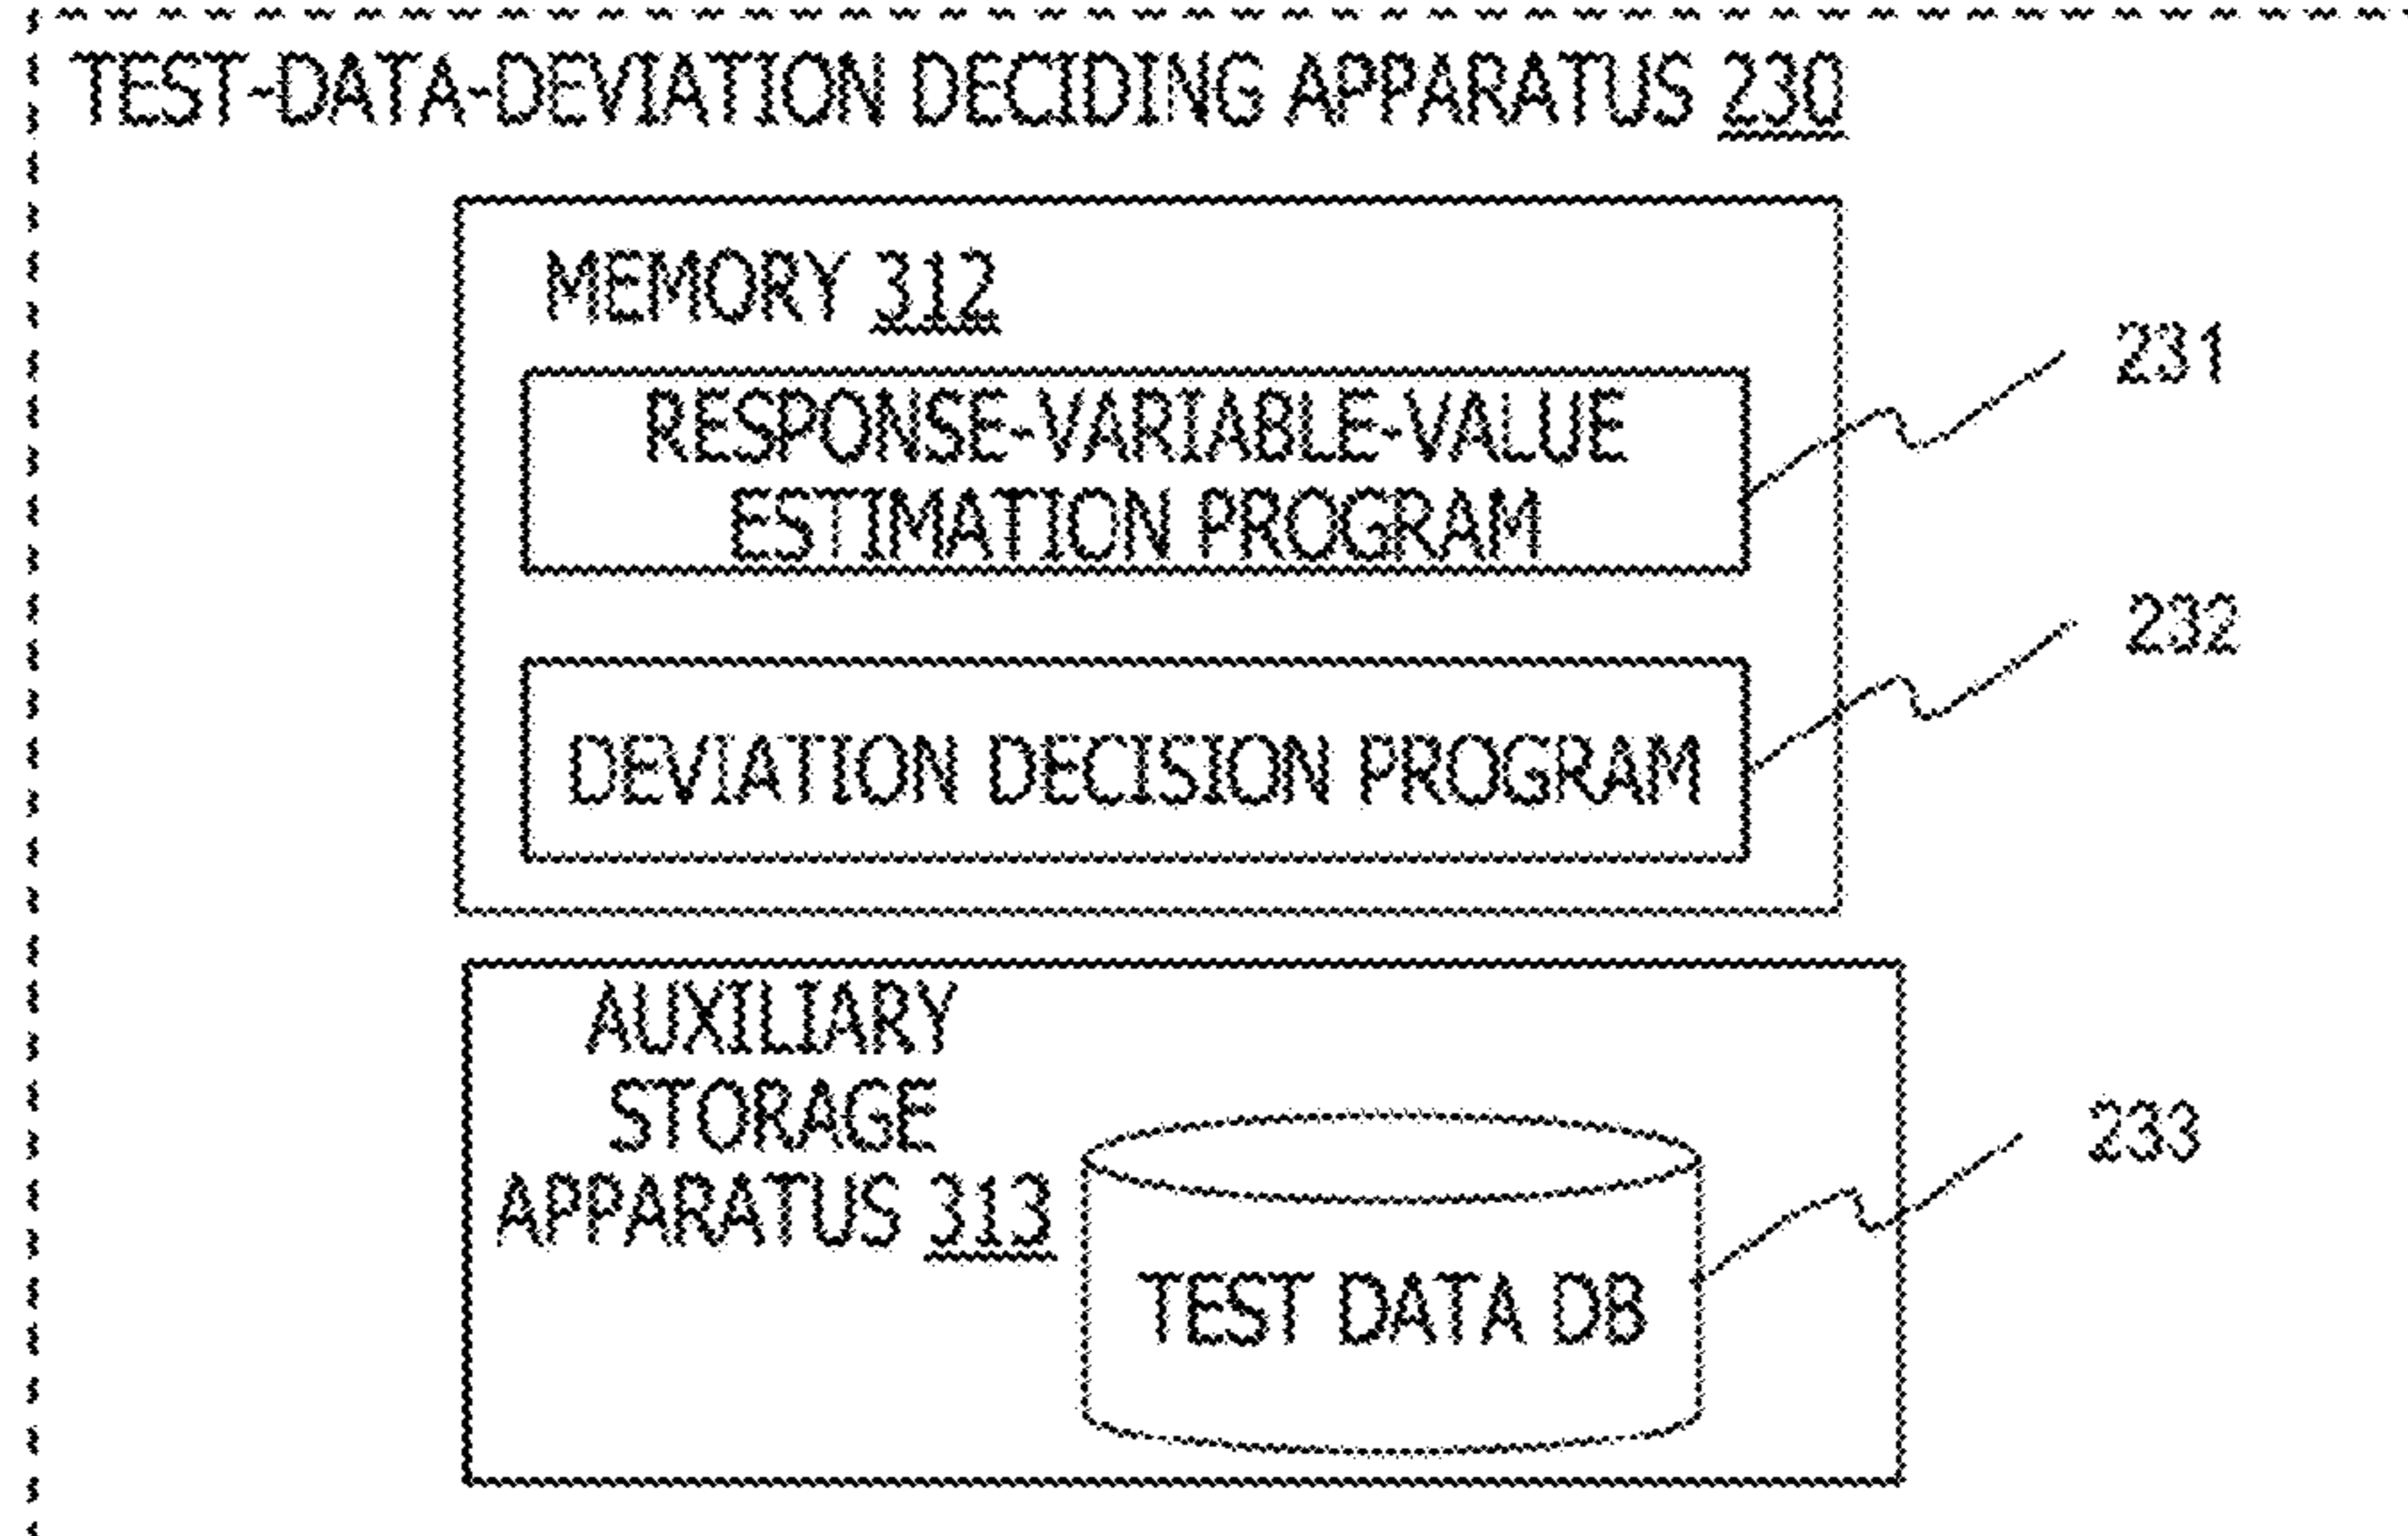 TEST-DATA-DEVIATION DECIDING APPARATUS 230
MEMORY 312
231
RESPONSE-VARIABLE-VALUE
ESTIMATION PROGRAM
232
DEVIATION DECISION PROGRAM
AUXILIARY
STORAGE
APPARATUS 313
233
TEST DATA DB